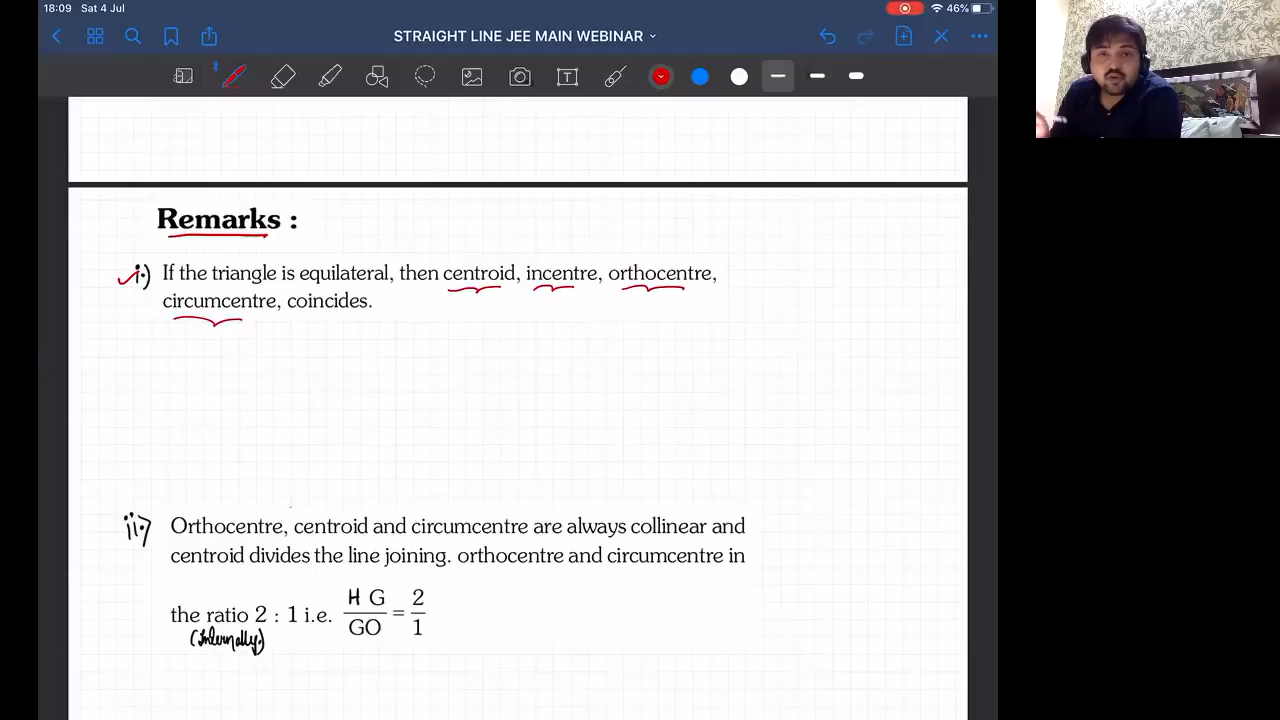 18:09 Sat 4 Jul
46%
STRAIGHT LINE JEE MAIN WEBINAR
T
Remarks :
i.) If the triangle is equilateral, then centroid, incentre, orthocentre,
circumcentre, coincides.
ii.> Orthocentre, centroid and circumcentre are always collinear and
centroid divides the line joining. orthocentre and circumcentre in
the ratio 2 : 1 i.e. HG/GO = 2/1
(internally)